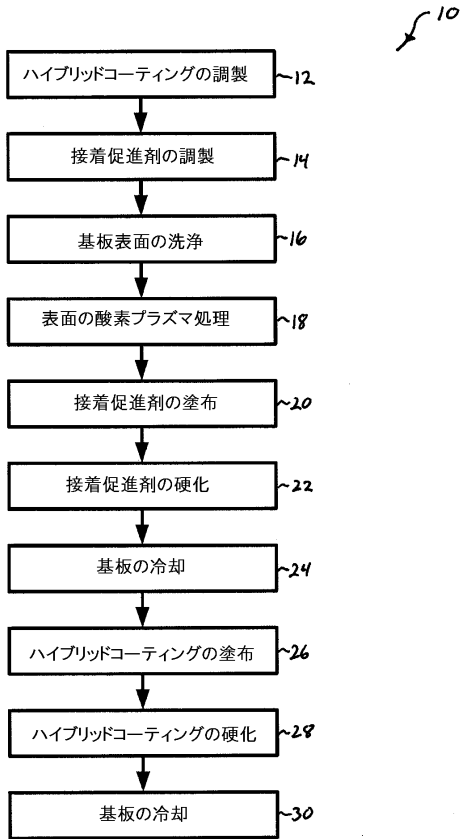 10
ハイブリッドコーティングの調製 12
接着促進剤の調製 14
基板表面の洗浄 16
表面の酸素プラズマ処理 18
接着促進剤の塗布 20
接着促進剤の硬化 22
基板の冷却 24
ハイブリッドコーティングの塗布 26
ハイブリッドコーティングの硬化 28
基板の冷却 30